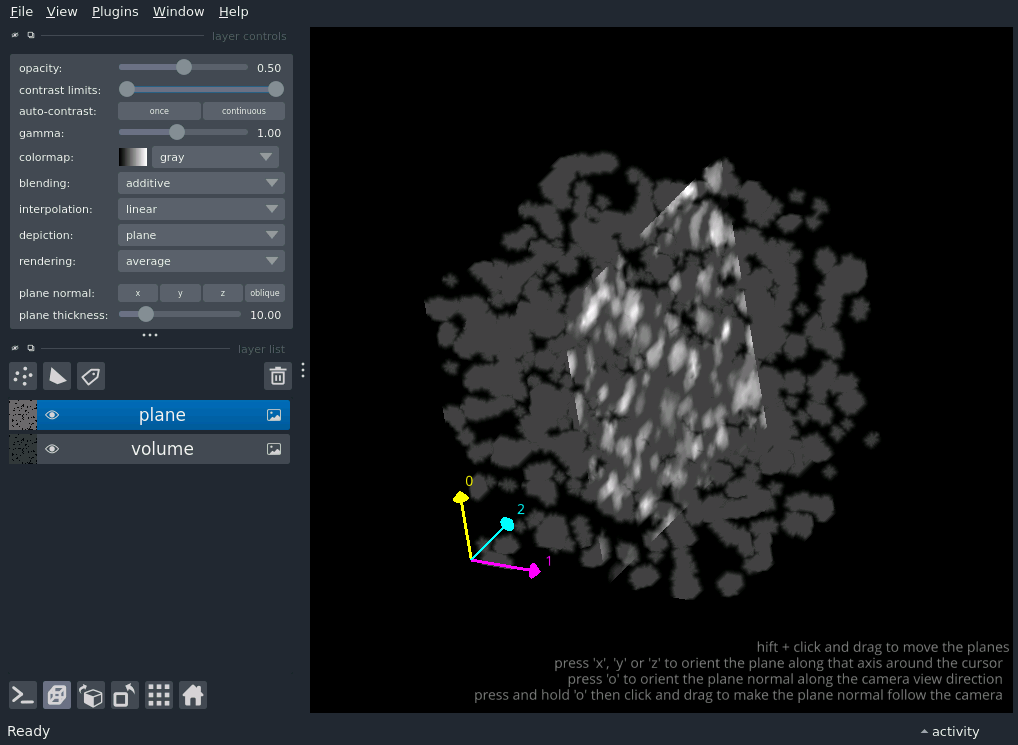 File View Plugins Window Help
layer controls
opacity: 0.50
contrast limits:
auto-contrast: once continuous
gamma: 1.00
colormap: gray
blending: additive
interpolation: linear
depiction: plane
rendering: average
plane normal: x y z oblique
plane thickness: 10.00
layer list
plane
volume
0
2
1
hift + click and drag to move the planes
press 'x', 'y' or 'z' to orient the plane along that axis around the cursor
press 'o' to orient the plane normal along the camera view direction
press and hold 'o' then click and drag to make the plane normal follow the camera
Ready activity